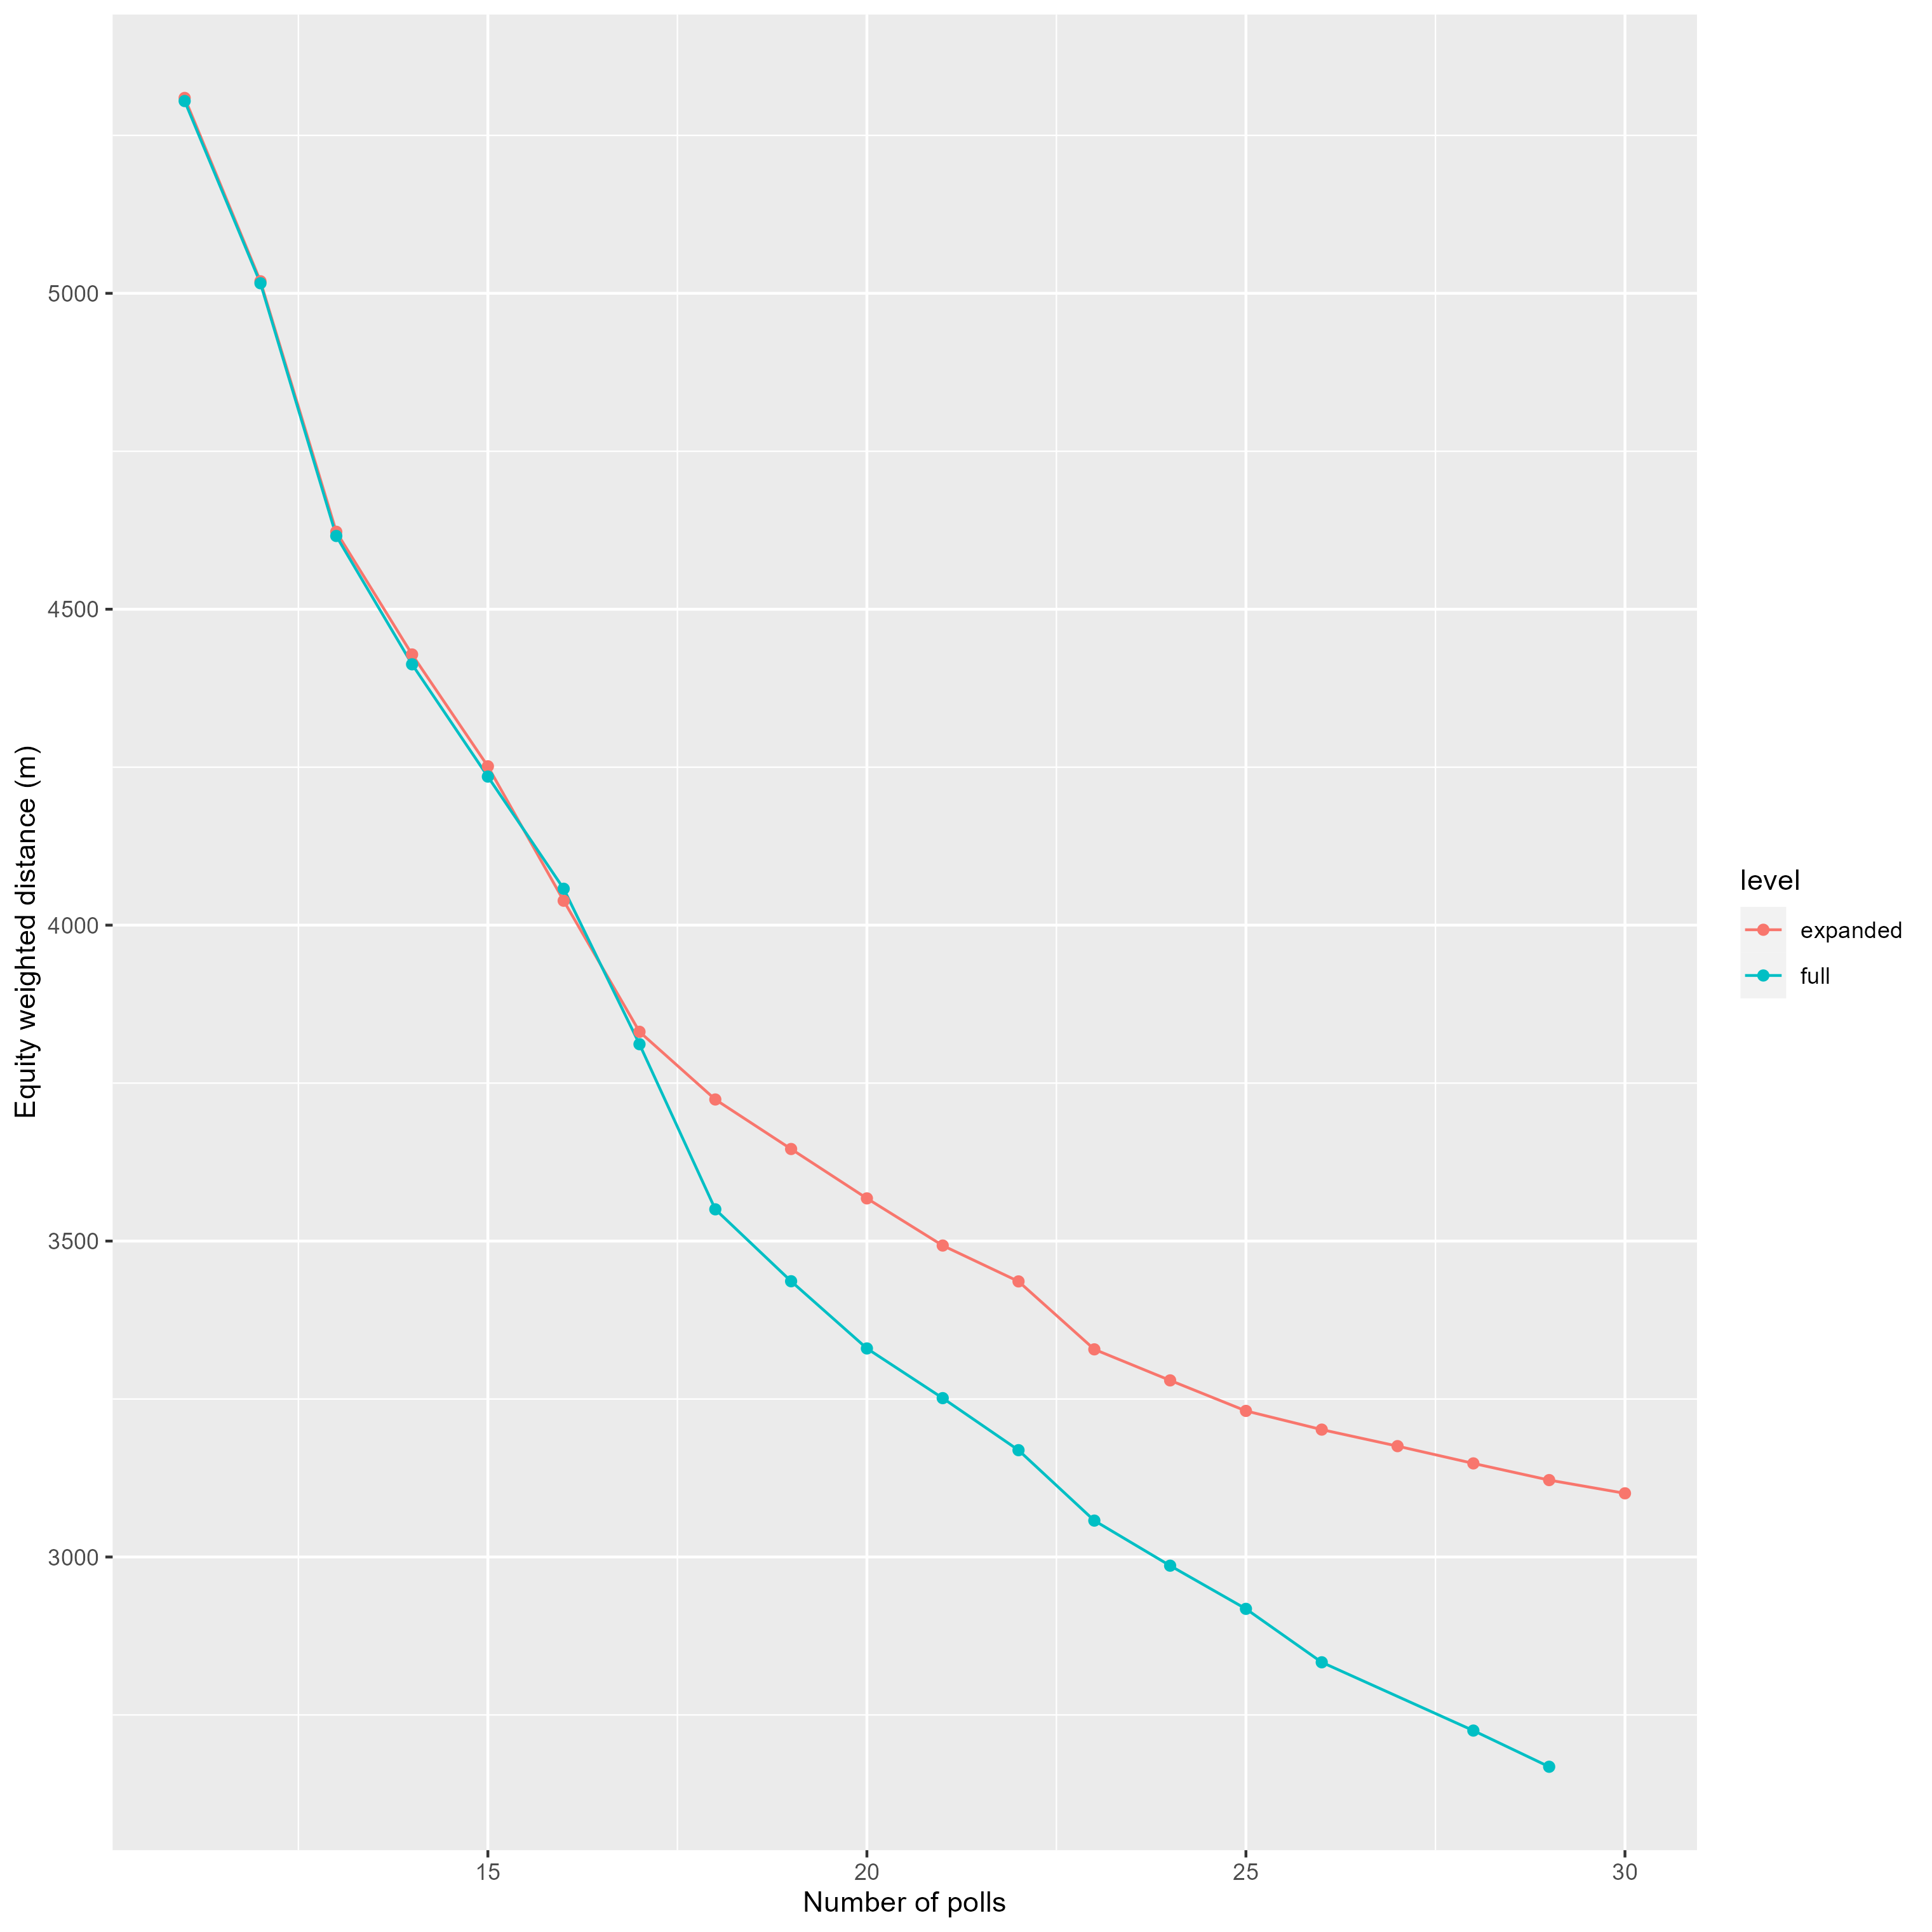 5000
4500
4000
3500
3000
Equity weighted distance (m)
15 20 25 30
Number of polls
level
expanded
full